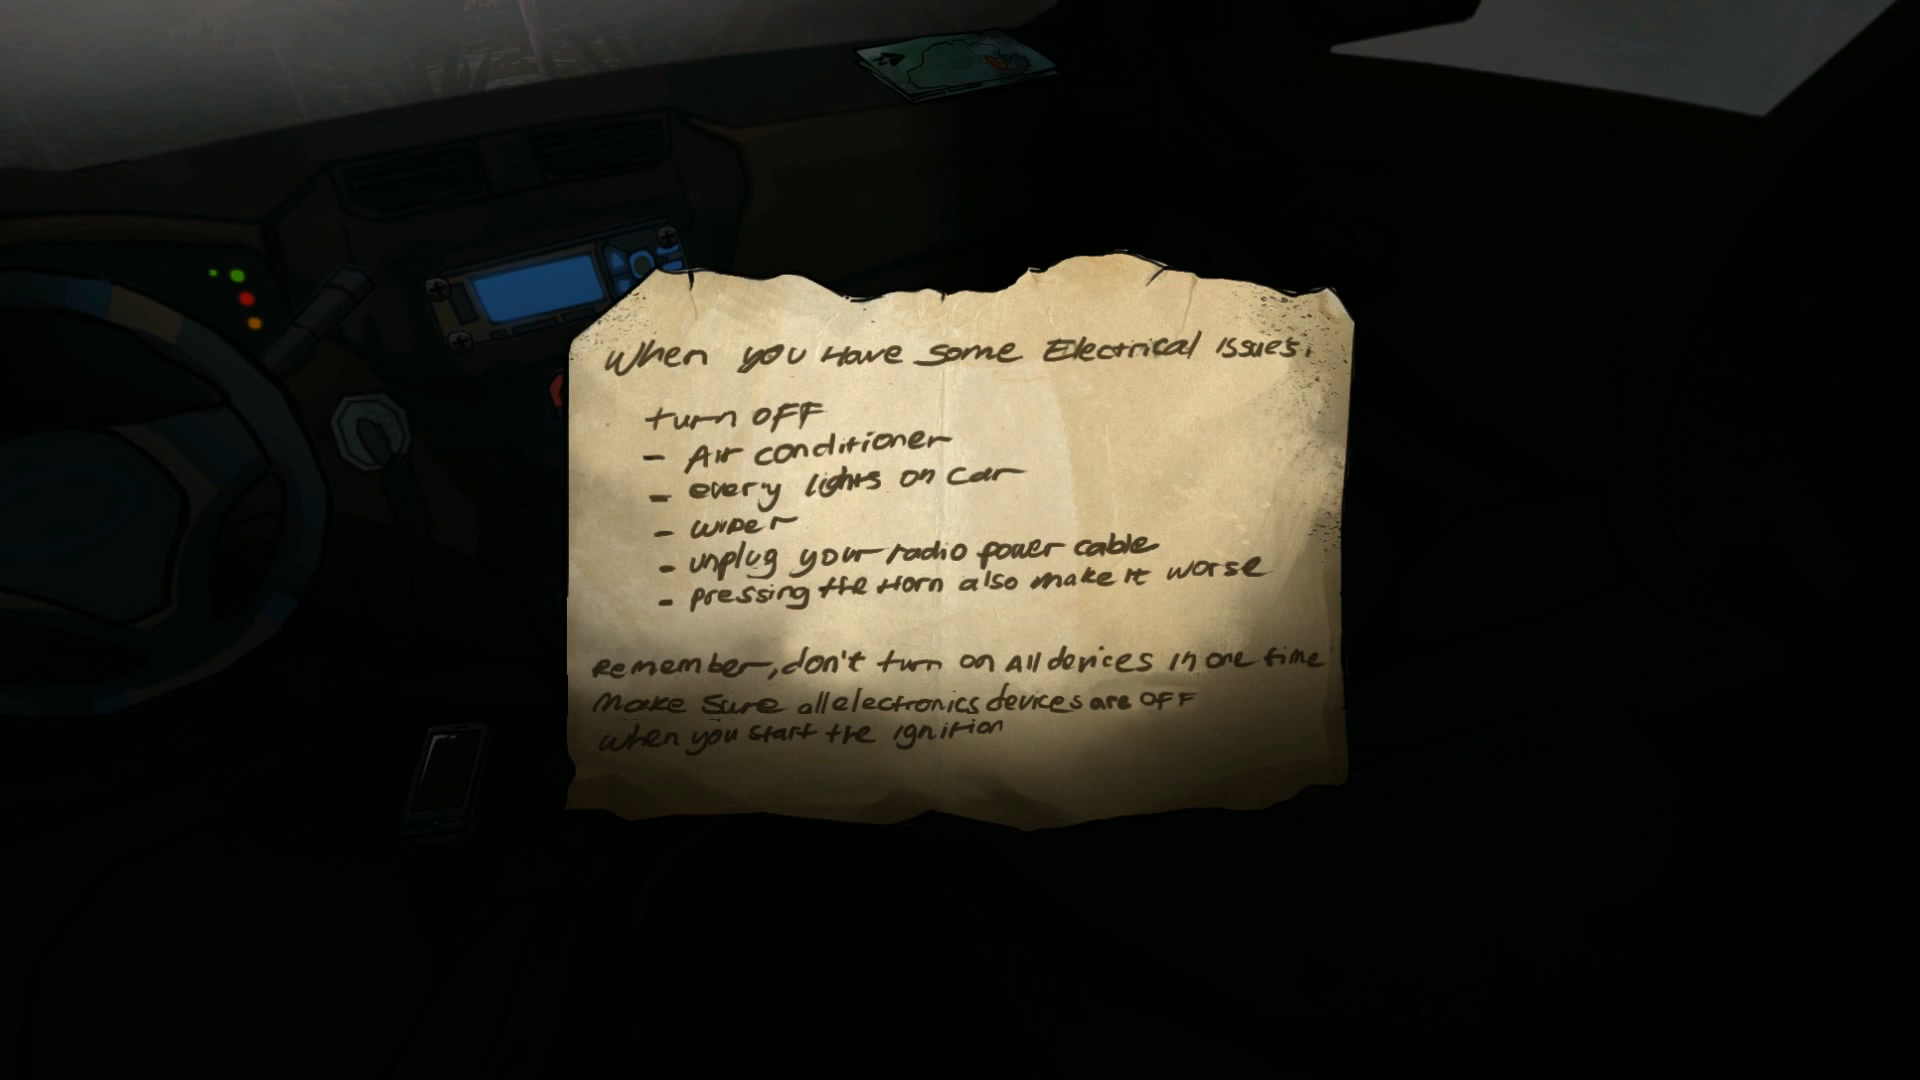 When you Have some Electrical Issues.
turn OFF
- Air conditioner
- every lights on car
- wiper
- unplug your radio power cable
- pressing the Horn also make it worse
Remember, don't turn on All devices in one time
Make Sure all electronics devices are OFF
when you start the ignition